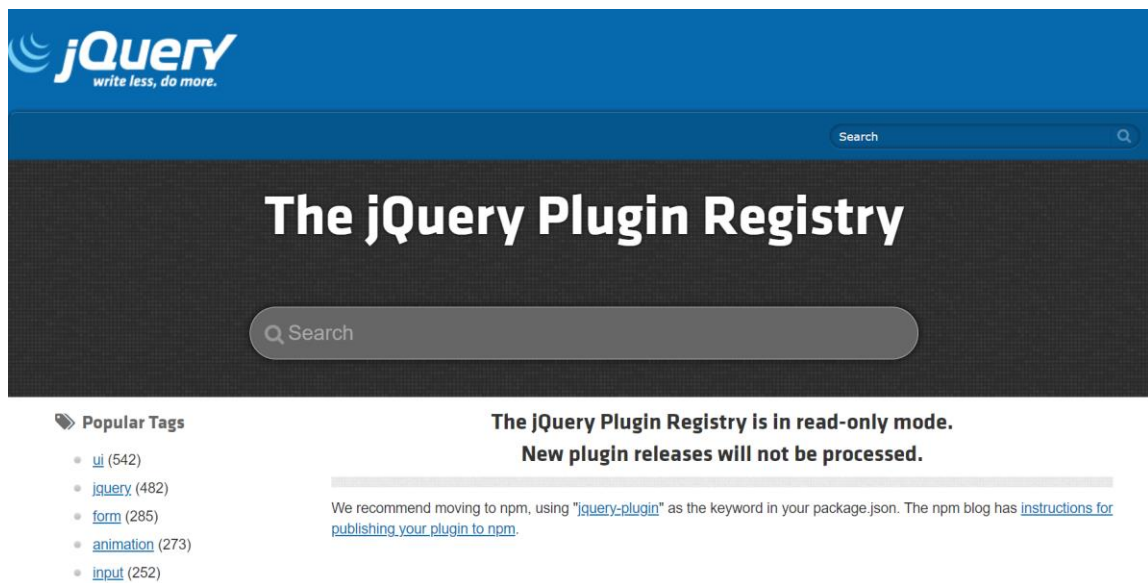 jQuery
write less, do more.
Search
The jQuery Plugin Registry
Search
Popular Tags
ui (542)
jquery (482)
form (285)
animation (273)
input (252)
The jQuery Plugin Registry is in read-only mode.
New plugin releases will not be processed.
We recommend moving to npm, using "jquery-plugin" as the keyword in your package.json. The npm blog has instructions for
publishing your plugin to npm.